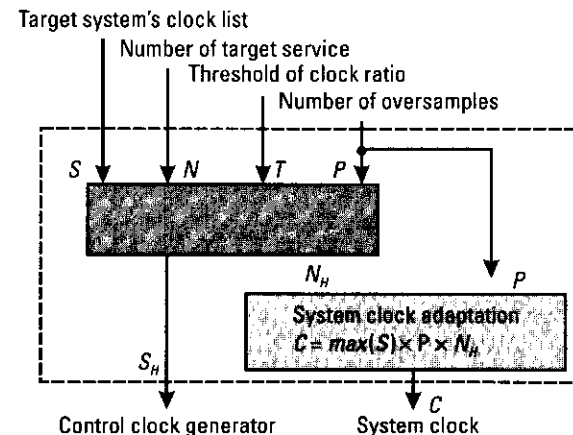 Target system's clock list
Number of target service
Threshold of clock ratio
Number of oversamples
S N T P
N_H P
System clock adaptation
C = max(S) × P × N_H
S_H C
Control clock generator System clock